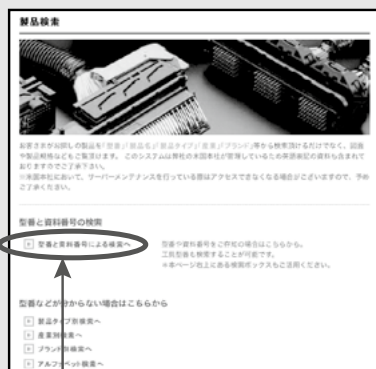 製品検索
お客さまがお探しの製品を「型番」「製品名」「製品タイプ」「産業」「ブランド」等から検索頂けるだけでなく、図面
や製品規格などもご覧頂けます。このシステムは弊社の米国本社が管理しているため英語表記の資料も含まれて
おりますのでご了承下さい。
※米国本社において、サーバーメンテナンスを行っている際はアクセスできなくなる場合がございますので、予め
ご了承ください。
型番と資料番号の検索
型番と資料番号による検索へ
型番や資料番号をご存知の場合はこちらから。
工具型番も検索することが可能です。
※本ページ右上にある検索ボックスもご活用ください。
型番などが分からない場合はこちらから
製品タイプ別検索へ
産業別検索へ
ブランド別検索へ
アルファベット検索へ